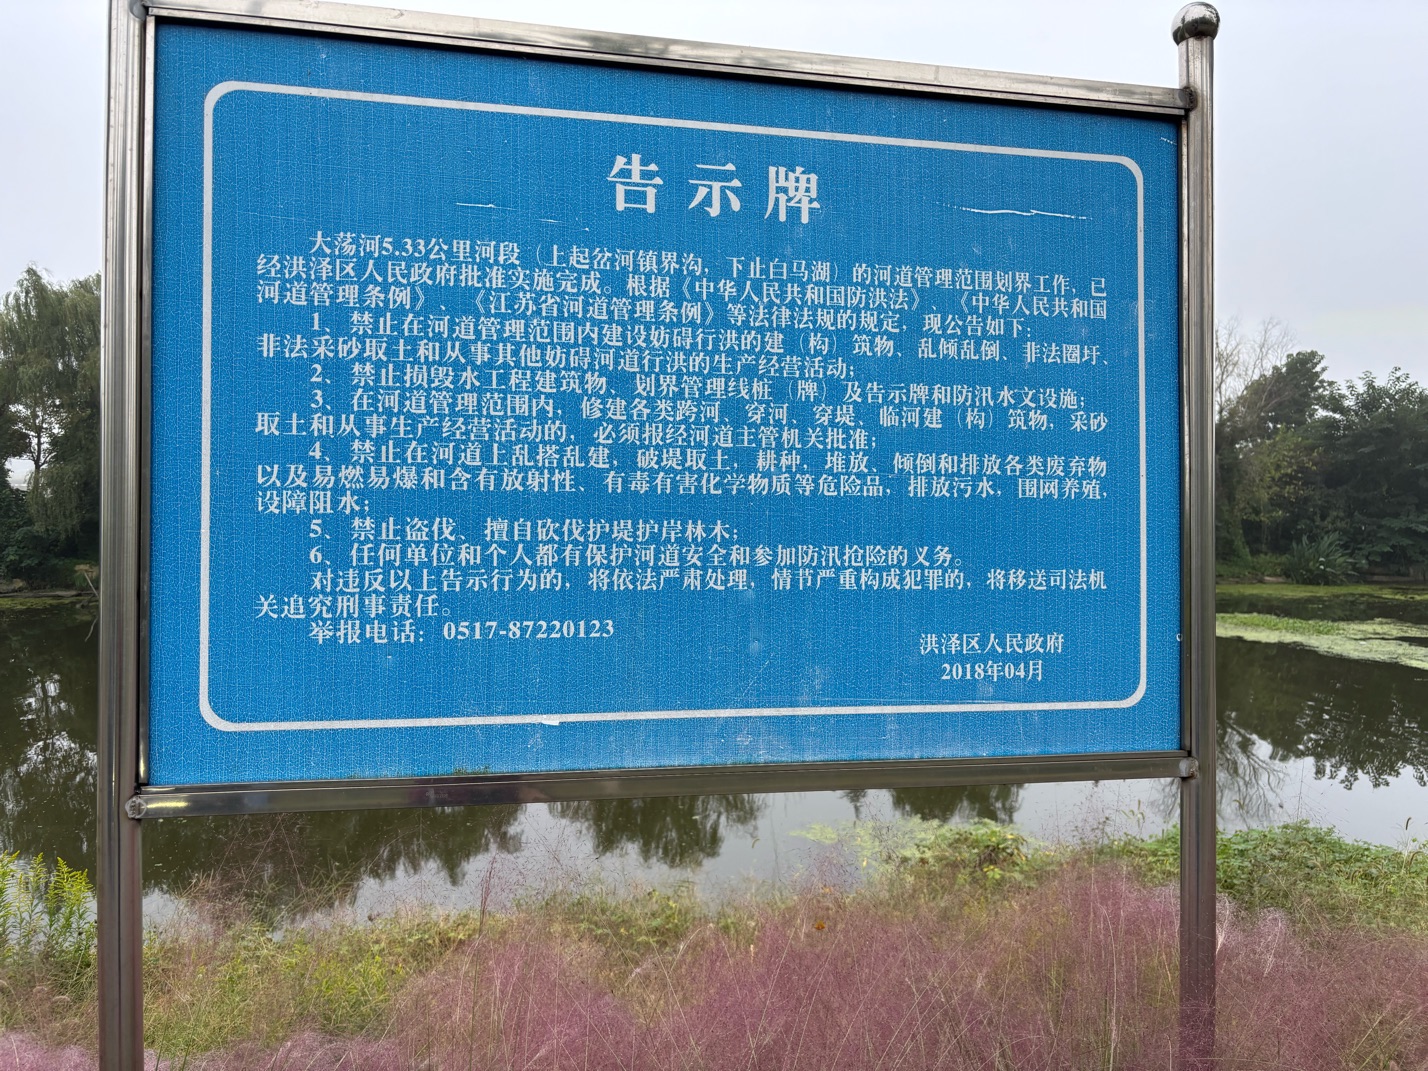 告示牌
大荡河5.33公里河段（上起岔河镇界沟，下止白马湖）的河道管理范围划界工作，已
经洪泽区人民政府批准实施完成。根据《中华人民共和国防洪法》、《中华人民共和国
河道管理条例》、《江苏省河道管理条例》等法律法规的规定，现公告如下：
1、禁止在河道管理范围内建设妨碍行洪的建（构）筑物、乱倾乱倒、非法圈圩、
非法采砂取土和从事其他妨碍河道行洪的生产经营活动；
2、禁止损毁水工程建筑物、划界管理线桩（牌）及告示牌和防汛水文设施；
3、在河道管理范围内，修建各类跨河、穿河、穿堤、临河建（构）筑物，采砂
取土和从事生产经营活动的，必须报经河道主管机关批准；
4、禁止在河道上乱搭乱建，破堤取土，耕种，堆放、倾倒和排放各类废弃物
以及易燃易爆和含有放射性、有毒有害化学物质等危险品，排放污水，围网养殖，
设障阻水；
5、禁止盗伐、擅自砍伐护堤护岸林木；
6、任何单位和个人都有保护河道安全和参加防汛抢险的义务。
对违反以上告示行为的，将依法严肃处理，情节严重构成犯罪的，将移送司法机
关追究刑事责任。
举报电话：0517-87220123
洪泽区人民政府
2018年04月